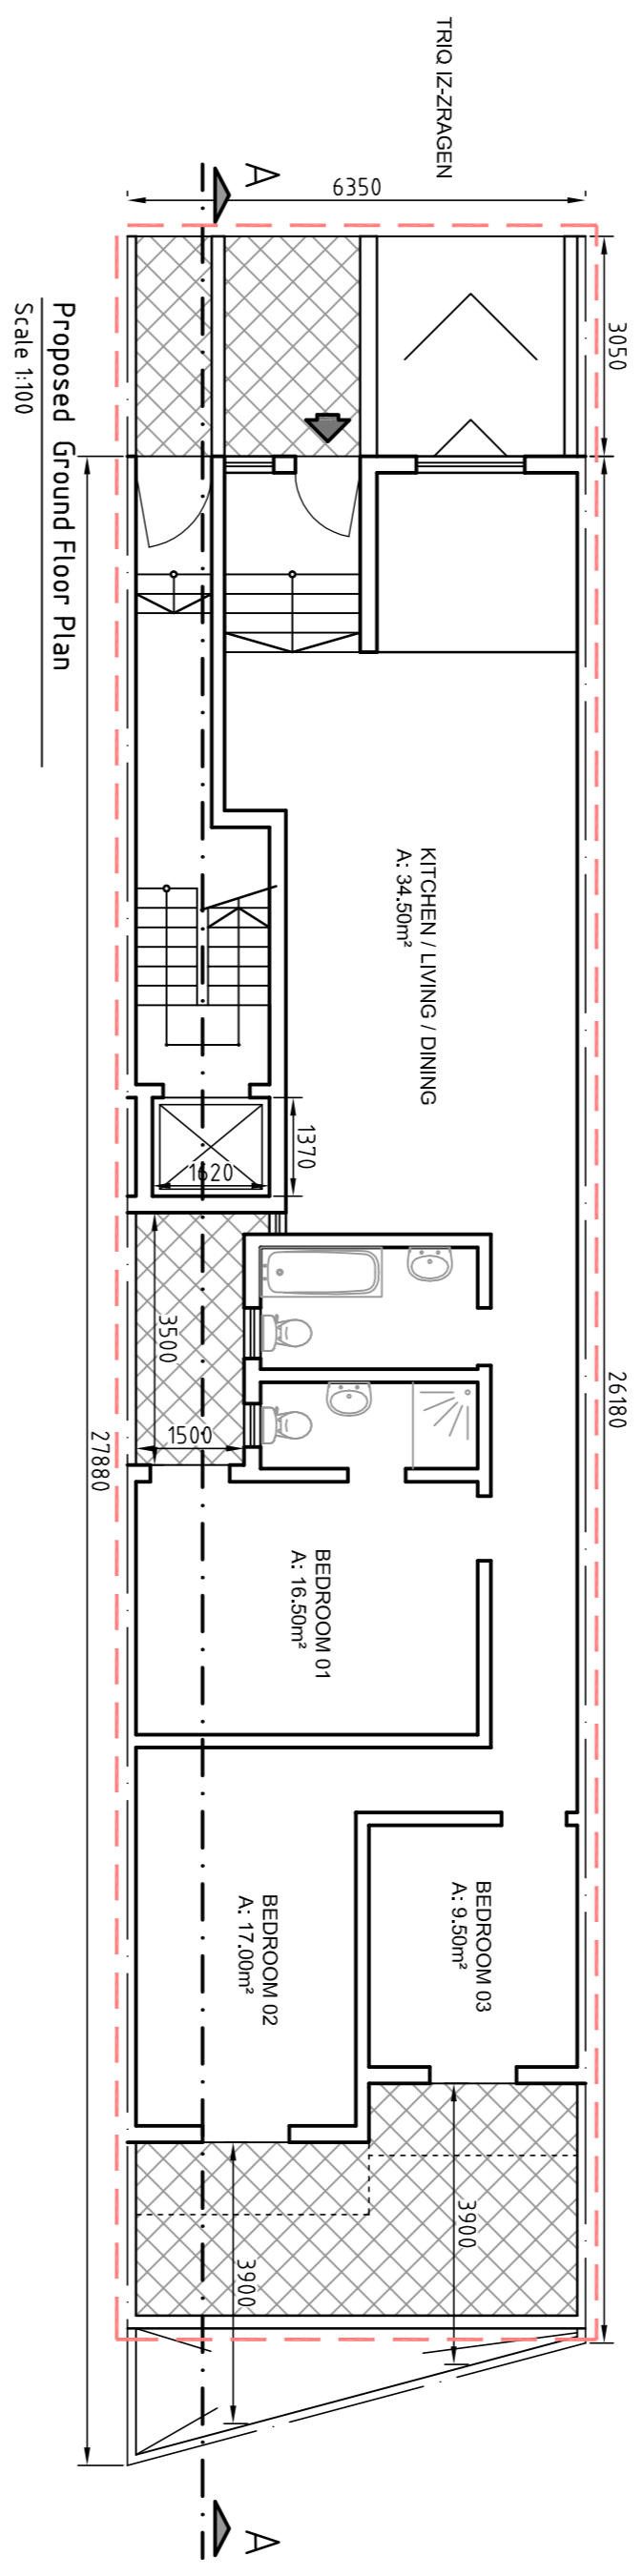 TRIQ IZ-ZRAGEN
A
6350
3050
Proposed Ground Floor Plan
Scale 1:100
KITCHEN / LIVING / DINING
A: 34.50m²
1370
1620
3500
1500
26180
27880
BEDROOM 01
A: 16.50m²
BEDROOM 02
A: 17.00m²
BEDROOM 03
A: 9.50m²
3900
3900
A